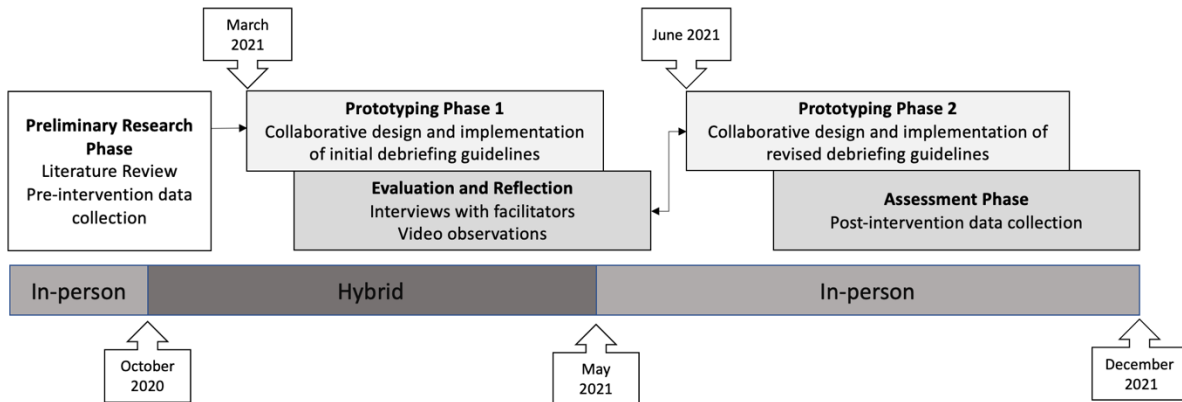 March
2021
June 2021
Preliminary Research
Phase
Literature Review
Pre-intervention data
collection
Prototyping Phase 1
Collaborative design and implementation
of initial debriefing guidelines
Evaluation and Reflection
Interviews with facilitators
Video observations
Prototyping Phase 2
Collaborative design and implementation of
revised debriefing guidelines
Assessment Phase
Post-intervention data collection
In-person
Hybrid
In-person
October
2020
May
2021
December
2021